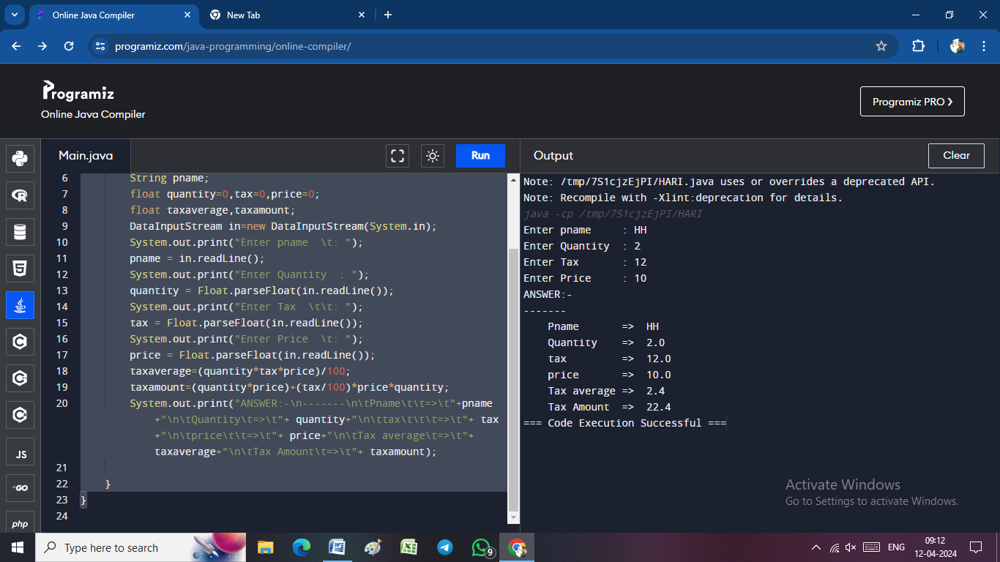 Online Java Compiler
New Tab
programiz.com/java-programming/online-compiler/
Programiz
Online Java Compiler
Programiz PRO ❯
Main.java
Run
Output
Clear
6 String pname;
7 float quantity=0,tax=0,price=0;
8 float taxaverage,taxamount;
9 DataInputStream in=new DataInputStream(System.in);
10 System.out.print("Enter pname  \t: ");
11 pname = in.readLine();
12 System.out.print("Enter Quantity  : ");
13 quantity = Float.parseFloat(in.readLine());
14 System.out.print("Enter Tax  \t\t: ");
15 tax = Float.parseFloat(in.readLine());
16 System.out.print("Enter Price  \t: ");
17 price = Float.parseFloat(in.readLine());
18 taxaverage=(quantity*tax*price)/100;
19 taxamount=(quantity*price)+(tax/100)*price*quantity;
20 System.out.print("ANSWER:-\n-------\n\tPname\t\t=>\t"+pname
+"\n\tQuantity\t=>\t"+ quantity+"\n\ttax\t\t\t=>\t"+ tax
+"\n\tprice\t\t=>\t"+ price+"\n\tTax average\t=>\t"+
taxaverage+"\n\tTax Amount\t=>\t"+ taxamount);
21
22 }
23 }
24
Note: /tmp/7S1cjzEjPI/HARI.java uses or overrides a deprecated API.
Note: Recompile with -Xlint:deprecation for details.
java -cp /tmp/7S1cjzEjPI/HARI
Enter pname : HH
Enter Quantity : 2
Enter Tax : 12
Enter Price : 10
ANSWER:-
-------
Pname => HH
Quantity => 2.0
tax => 12.0
price => 10.0
Tax average => 2.4
Tax Amount => 22.4
=== Code Execution Successful ===
R
5
C
C
C
JS
GO
php
Activate Windows
Go to Settings to activate Windows.
Type here to search
W
X
9
ENG
09:12
12-04-2024